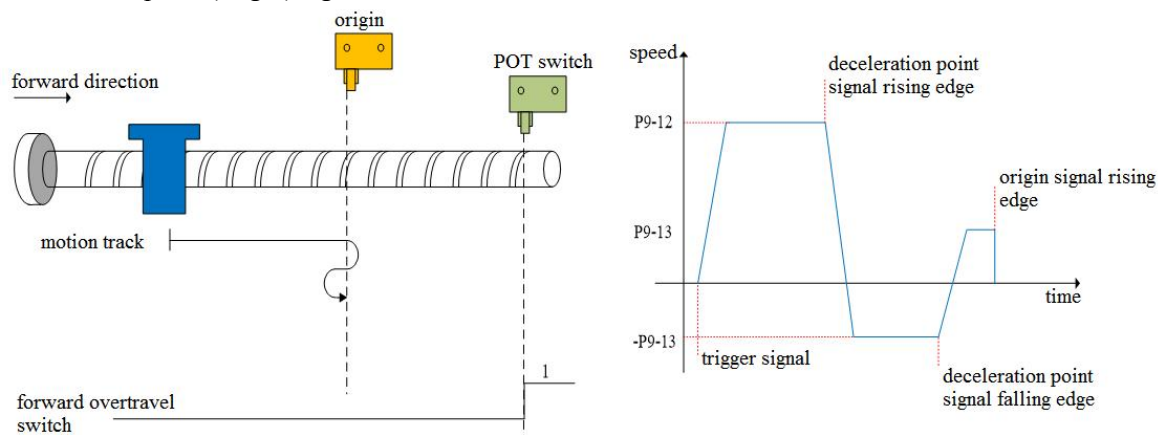 origin
POT switch
forward direction
motion track
1
forward overtravel
switch
speed
deceleration point
signal rising edge
P9-12
origin signal rising
edge
P9-13
time
-P9-13
trigger signal
deceleration point
signal falling edge